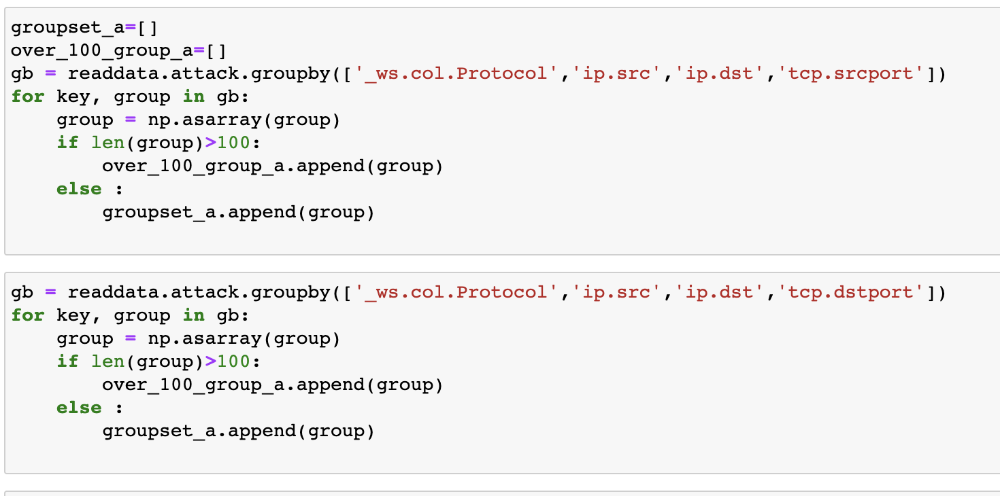 groupset_a=[]
over_100_group_a=[]
gb = readdata.attack.groupby(['_ws.col.Protocol','ip.src','ip.dst','tcp.srcport'])
for key, group in gb:
    group = np.asarray(group)
    if len(group)>100:
        over_100_group_a.append(group)
    else :
        groupset_a.append(group)
gb = readdata.attack.groupby(['_ws.col.Protocol','ip.src','ip.dst','tcp.dstport'])
for key, group in gb:
    group = np.asarray(group)
    if len(group)>100:
        over_100_group_a.append(group)
    else :
        groupset_a.append(group)